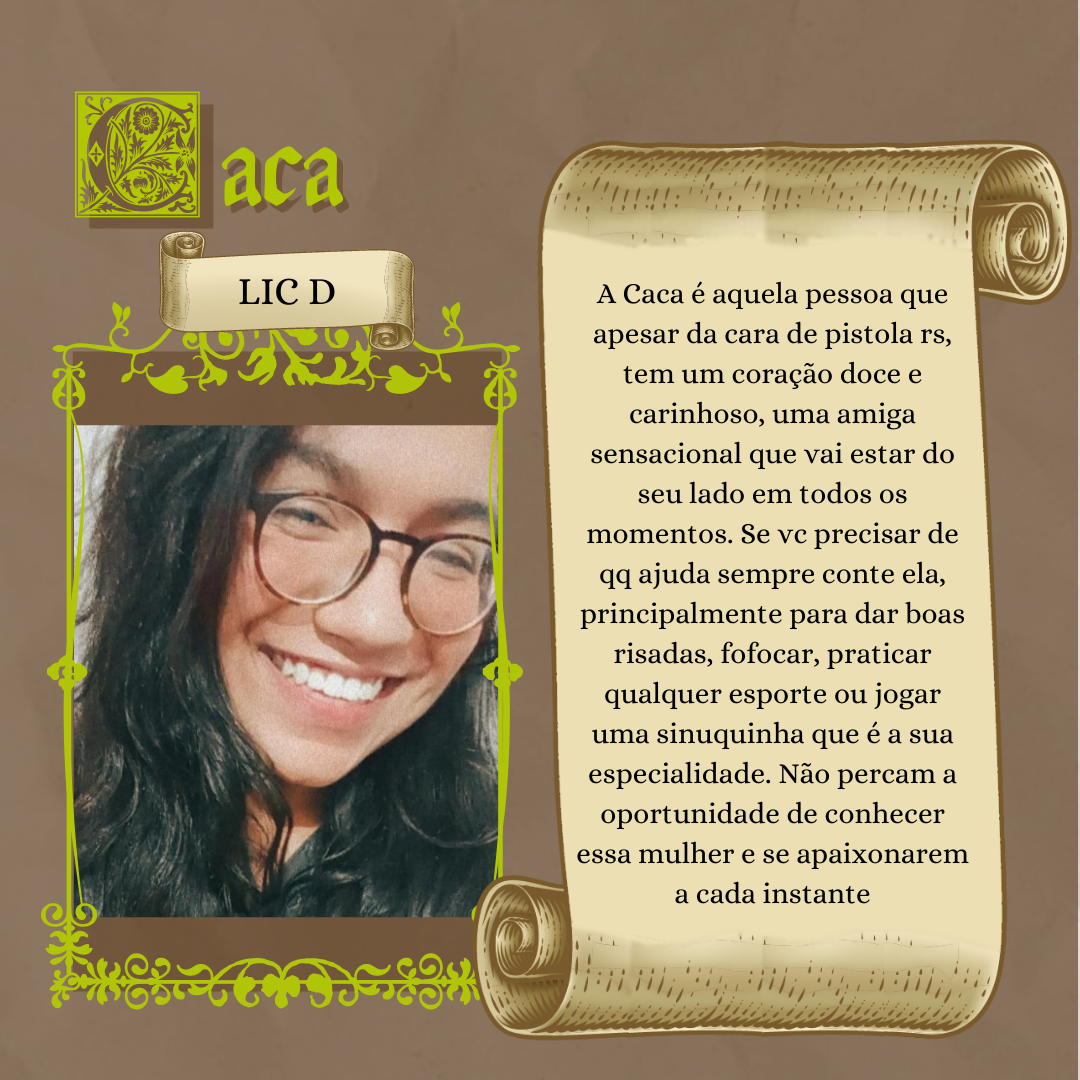 Caca
LIC D
A Caca é aquela pessoa que
apesar da cara de pistola rs,
tem um coração doce e
carinhoso, uma amiga
sensacional que vai estar do
seu lado em todos os
momentos. Se vc precisar de
qq ajuda sempre conte ela,
principalmente para dar boas
risadas, fofocar, praticar
qualquer esporte ou jogar
uma sinuquinha que é a sua
especialidade. Não percam a
oportunidade de conhecer
essa mulher e se apaixonarem
a cada instante